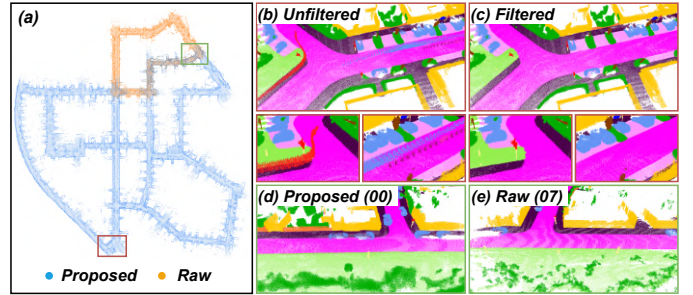 (a)
(b) Unfiltered
(c) Filtered
(d) Proposed (00)
(e) Raw (07)
Proposed
Raw